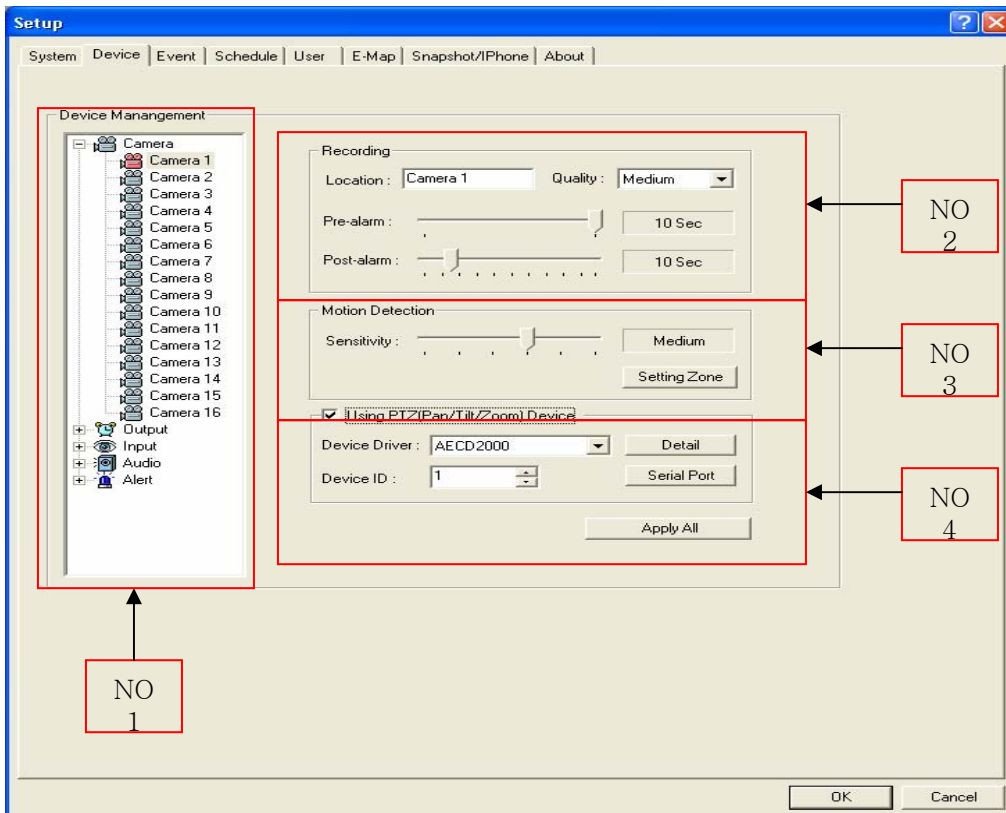 Setup
System Device Event Schedule User E-Map Snapshot/IPhone About
Device Manangement
Camera
Camera 1
Camera 2
Camera 3
Camera 4
Camera 5
Camera 6
Camera 7
Camera 8
Camera 9
Camera 10
Camera 11
Camera 12
Camera 13
Camera 14
Camera 15
Camera 16
Output
Input
Audio
Alert
Recording
Location : Camera 1 Quality : Medium
Pre-alarm : 10 Sec
Post-alarm : 10 Sec
Motion Detection
Sensitivity : Medium
Setting Zone
Using PTZ(Pan/Tilt/Zoom) Device
Device Driver : AECD2000 Detail
Device ID : 1 Serial Port
Apply All
NO
2
NO
3
NO
4
NO
1
OK Cancel